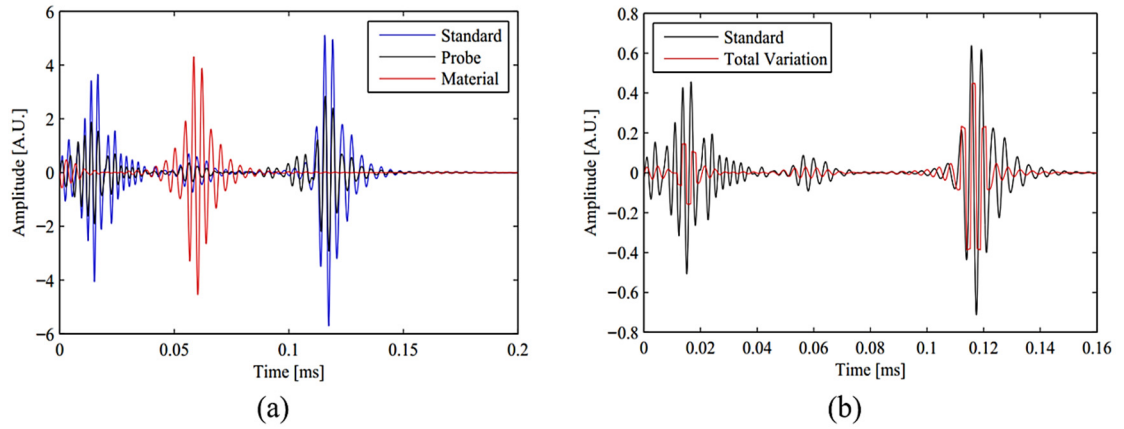 6
4
2
0
−2
−4
−6
Amplitude [A.U.]
0 0.05 0.1 0.15 0.2
Time [ms]
Standard
Probe
Material
(a)
0.8
0.6
0.4
0.2
0
−0.2
−0.4
−0.6
−0.8
Amplitude [A.U.]
0 0.02 0.04 0.06 0.08 0.1 0.12 0.14 0.16
Time [ms]
Standard
Total Variation
(b)